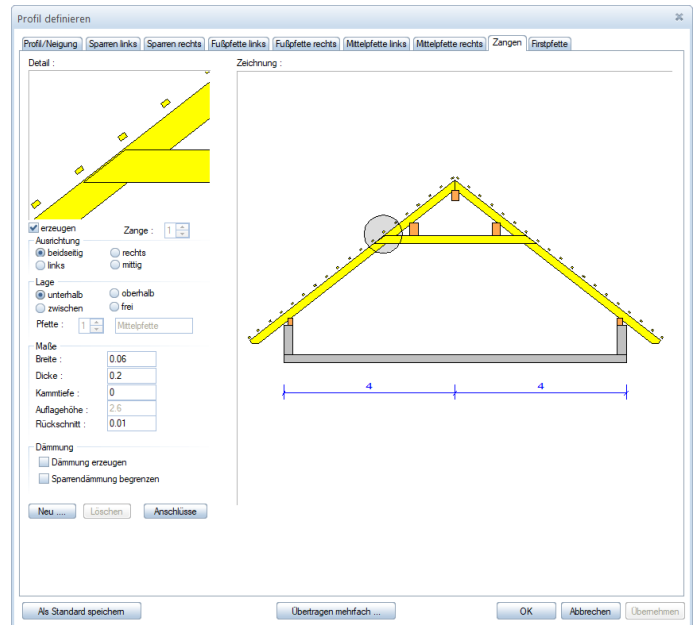 Profil definieren
Profil/Neigung Sparren links Sparren rechts Fußpfette links Fußpfette rechts Mittelpfette links Mittelpfette rechts Zangen Firstpfette
Detail :
Zeichnung :
erzeugen Zange : 1
Ausrichtung
beidseitig rechts
links mittig
Lage
unterhalb oberhalb
zwischen frei
Pfette : 1 Mittelpfette
Maße
Breite : 0.06
Dicke : 0.2
Kammtiefe : 0
Auflagehöhe : 2.6
Rückschnitt : 0.01
Dämmung
Dämmung erzeugen
Sparrendämmung begrenzen
Neu .... Löschen Anschlüsse
4 4
Als Standard speichern Übertragen mehrfach ... OK Abbrechen Übernehmen